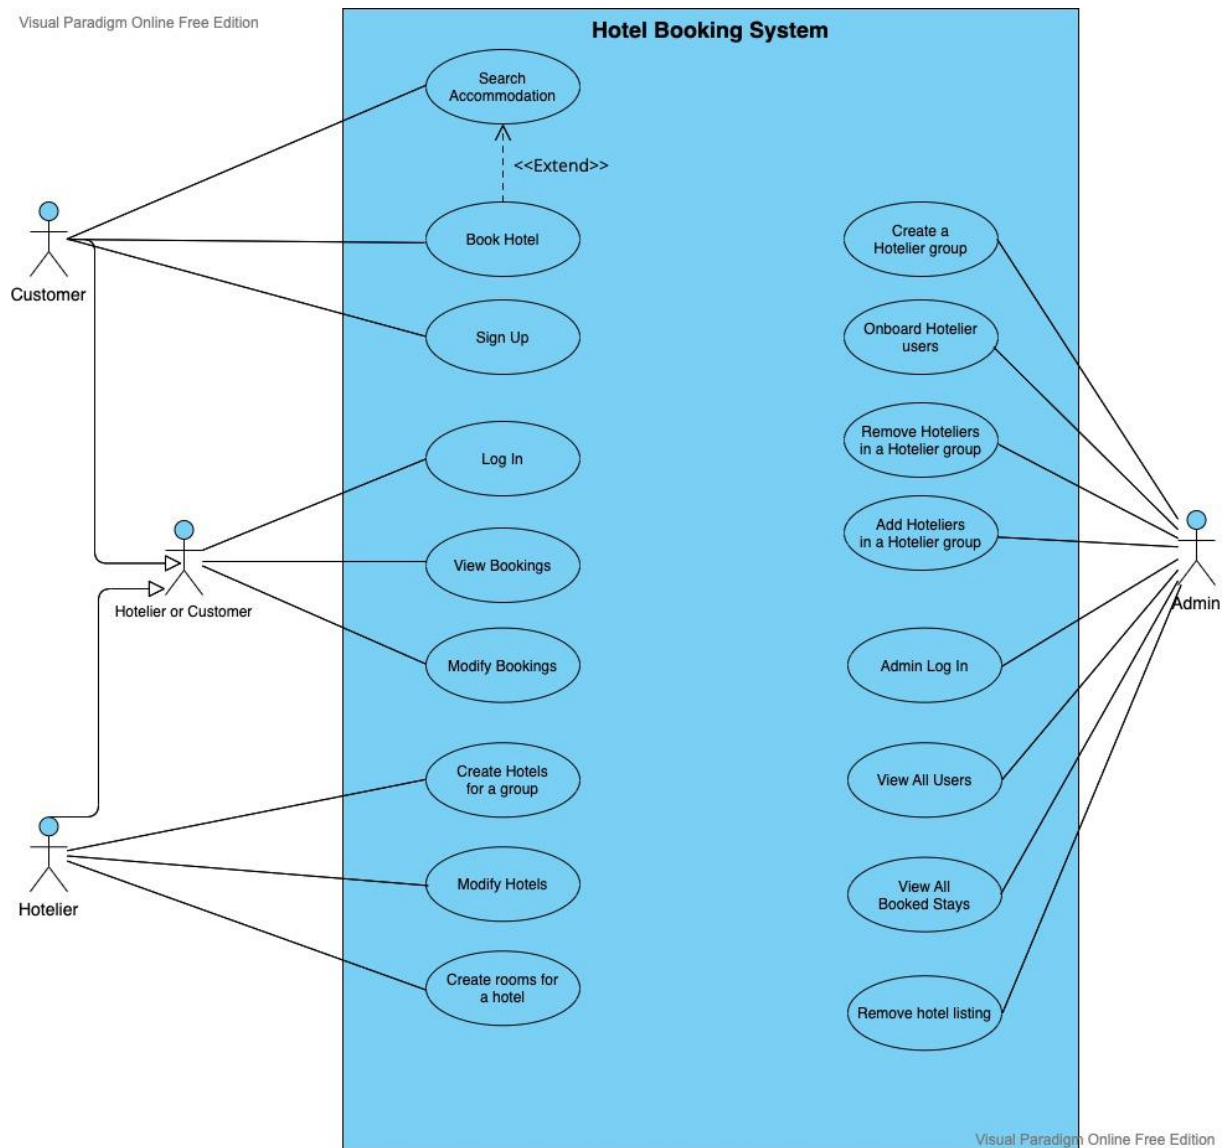 Visual Paradigm Online Free Edition
Hotel Booking System
Search
Accommodation
<<Extend>>
Book Hotel
Create a
Hotelier group
Customer
Sign Up
Onboard Hotelier
users
Log In
Remove Hoteliers
in a Hotelier group
Add Hoteliers
in a Hotelier group
View Bookings
Hotelier or Customer
Admin
Modify Bookings
Admin Log In
Create Hotels
for a group
View All Users
Modify Hotels
View All
Booked Stays
Hotelier
Create rooms for
a hotel
Remove hotel listing
Visual Paradigm Online Free Edition